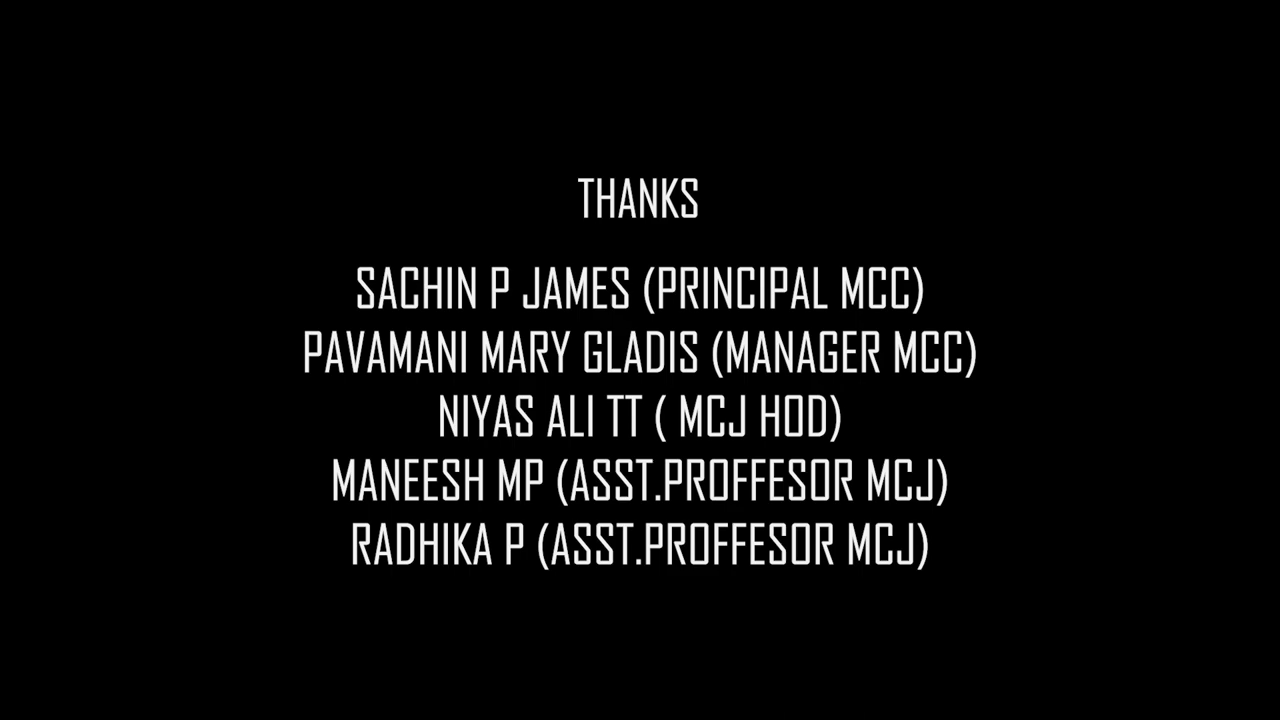 THANKS
SACHIN P JAMES (PRINCIPAL MCC)
PAVAMANI MARY GLADIS (MANAGER MCC)
NIYAS ALI TT ( MCJ HOD)
MANEESH MP (ASST.PROFFESOR MCJ)
RADHIKA P (ASST.PROFFESOR MCJ)